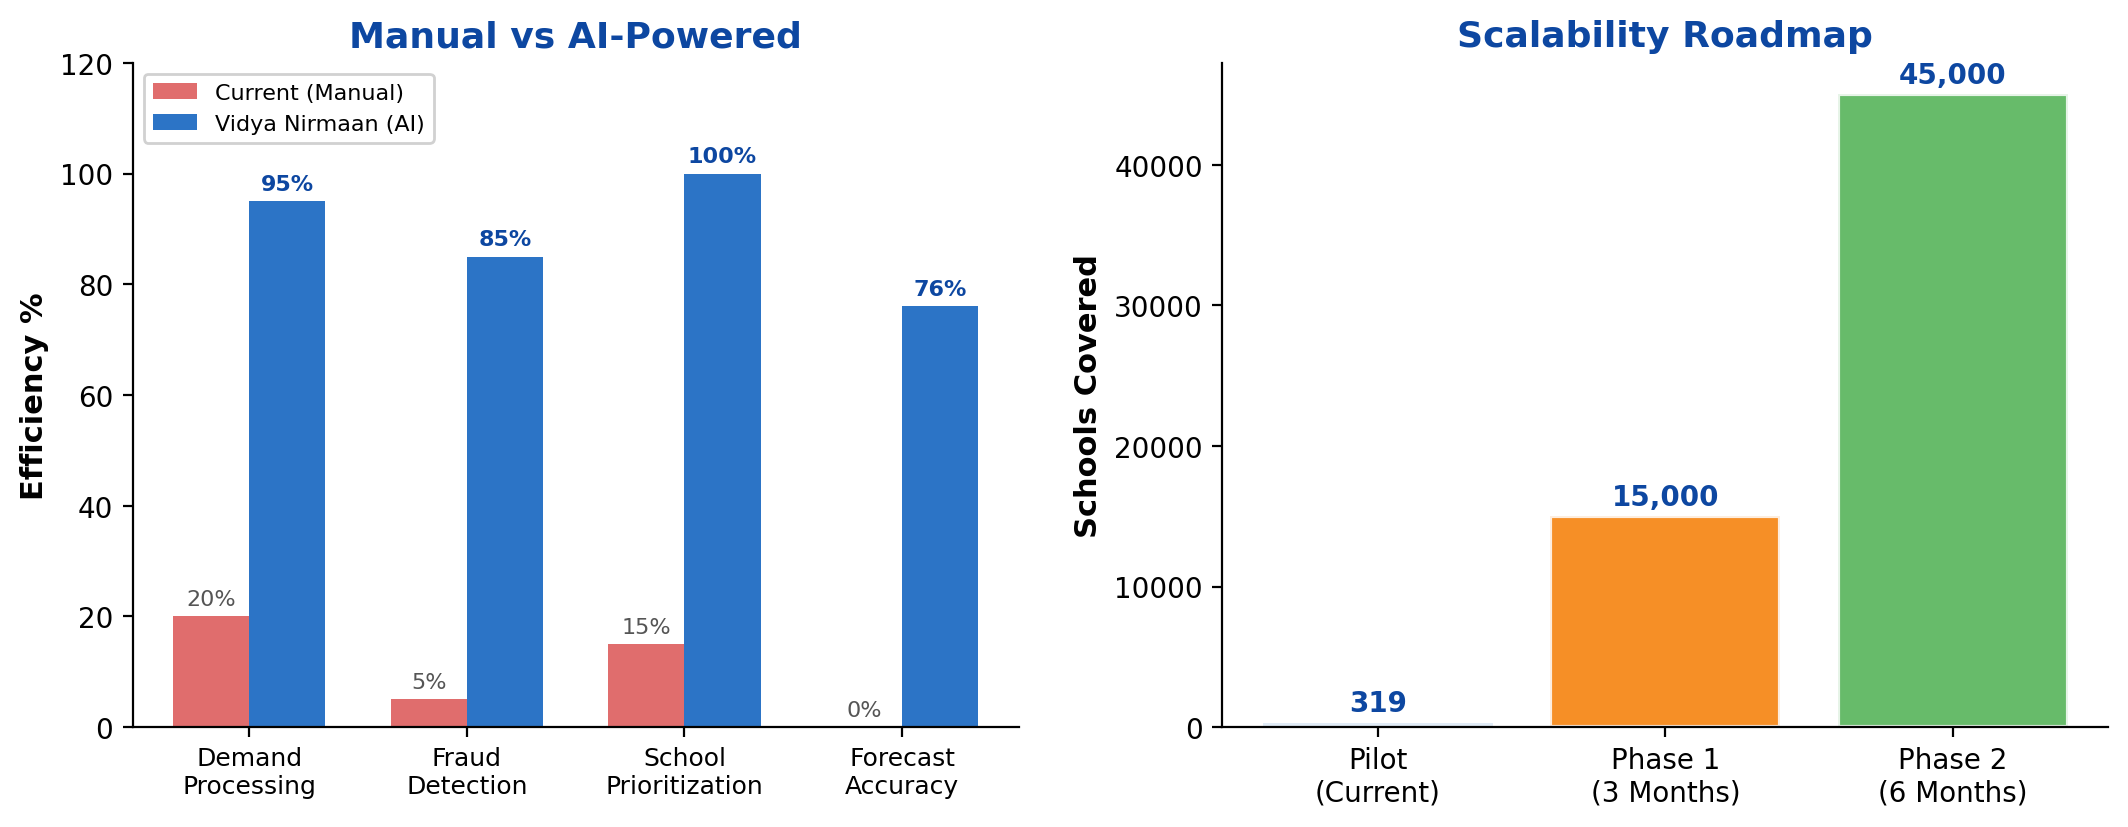 Manual vs AI-Powered
Efficiency %
120
100
80
60
40
20
0
Current (Manual)
Vidya Nirmaan (AI)
20%
95%
5%
85%
15%
100%
0%
76%
Demand
Processing
Fraud
Detection
School
Prioritization
Forecast
Accuracy
Scalability Roadmap
Schools Covered
40000
30000
20000
10000
0
319
15,000
45,000
Pilot
(Current)
Phase 1
(3 Months)
Phase 2
(6 Months)